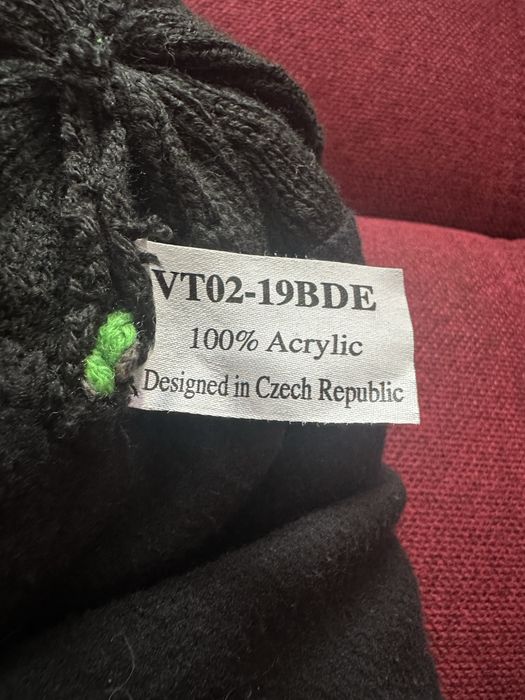 VT02-19BDE
100% Acrylic
Designed in Czech Republic